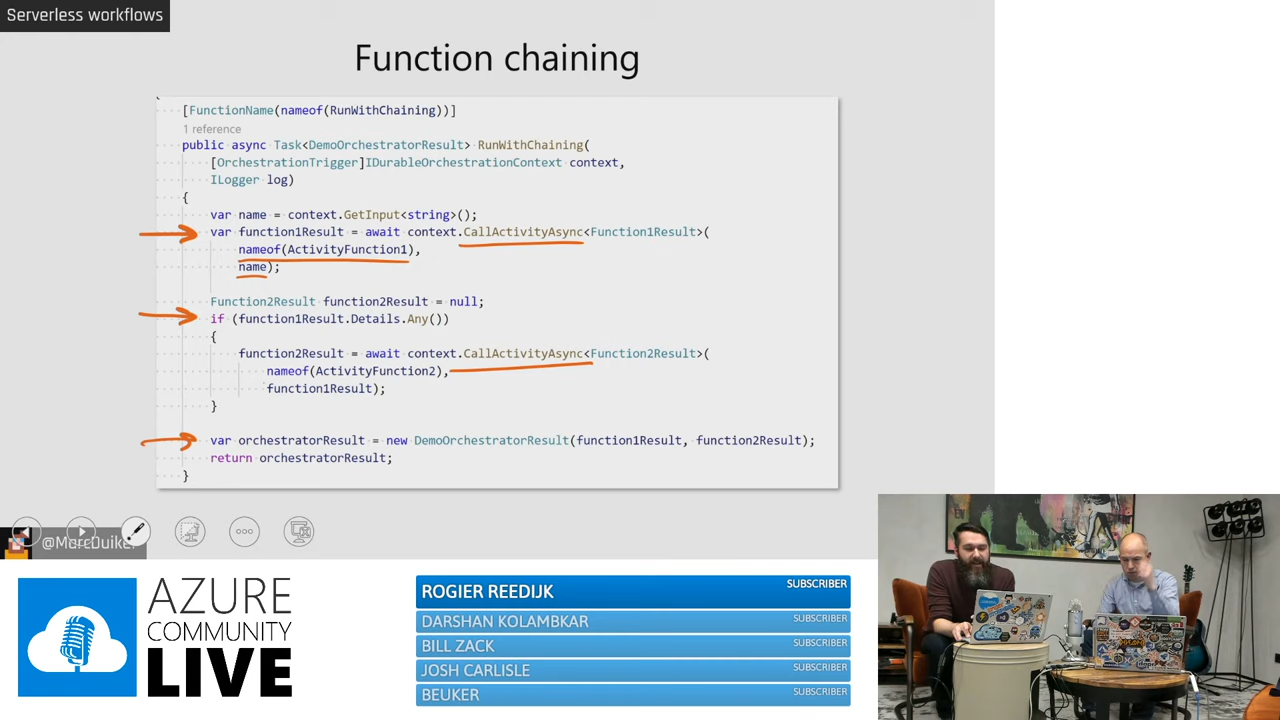 Serverless workflows
Function chaining
[FunctionName(nameof(RunWithChaining))]
1 reference
public async Task<DemoOrchestratorResult> RunWithChaining(
[OrchestrationTrigger]IDurableOrchestrationContext context,
ILogger log)
{
var name = context.GetInput<string>();
var function1Result = await context.CallActivityAsync<Function1Result>(
nameof(ActivityFunction1),
name);
Function2Result function2Result = null;
if (function1Result.Details.Any())
{
function2Result = await context.CallActivityAsync<Function2Result>(
nameof(ActivityFunction2),
function1Result);
}
var orchestratorResult = new DemoOrchestratorResult(function1Result, function2Result);
return orchestratorResult;
}
@MarcDuiker
AZURE
COMMUNITY
LIVE
ROGIER REEDIJK SUBSCRIBER
DARSHAN KOLAMBKAR SUBSCRIBER
BILL ZACK SUBSCRIBER
JOSH CARLISLE SUBSCRIBER
BEUKER SUBSCRIBER